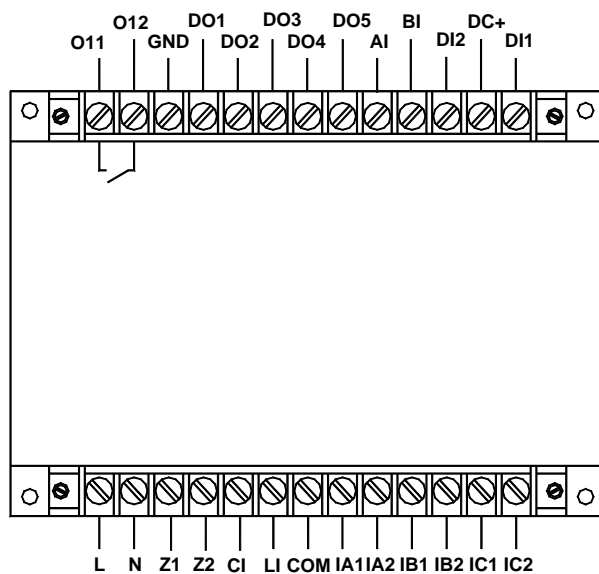 O12 DO1 DO3 DO5 BI DC+
O11 GND DO2 DO4 AI DI2 DI1
L N Z1 Z2 CI LI COM IA1 IA2 IB1 IB2 IC1 IC2